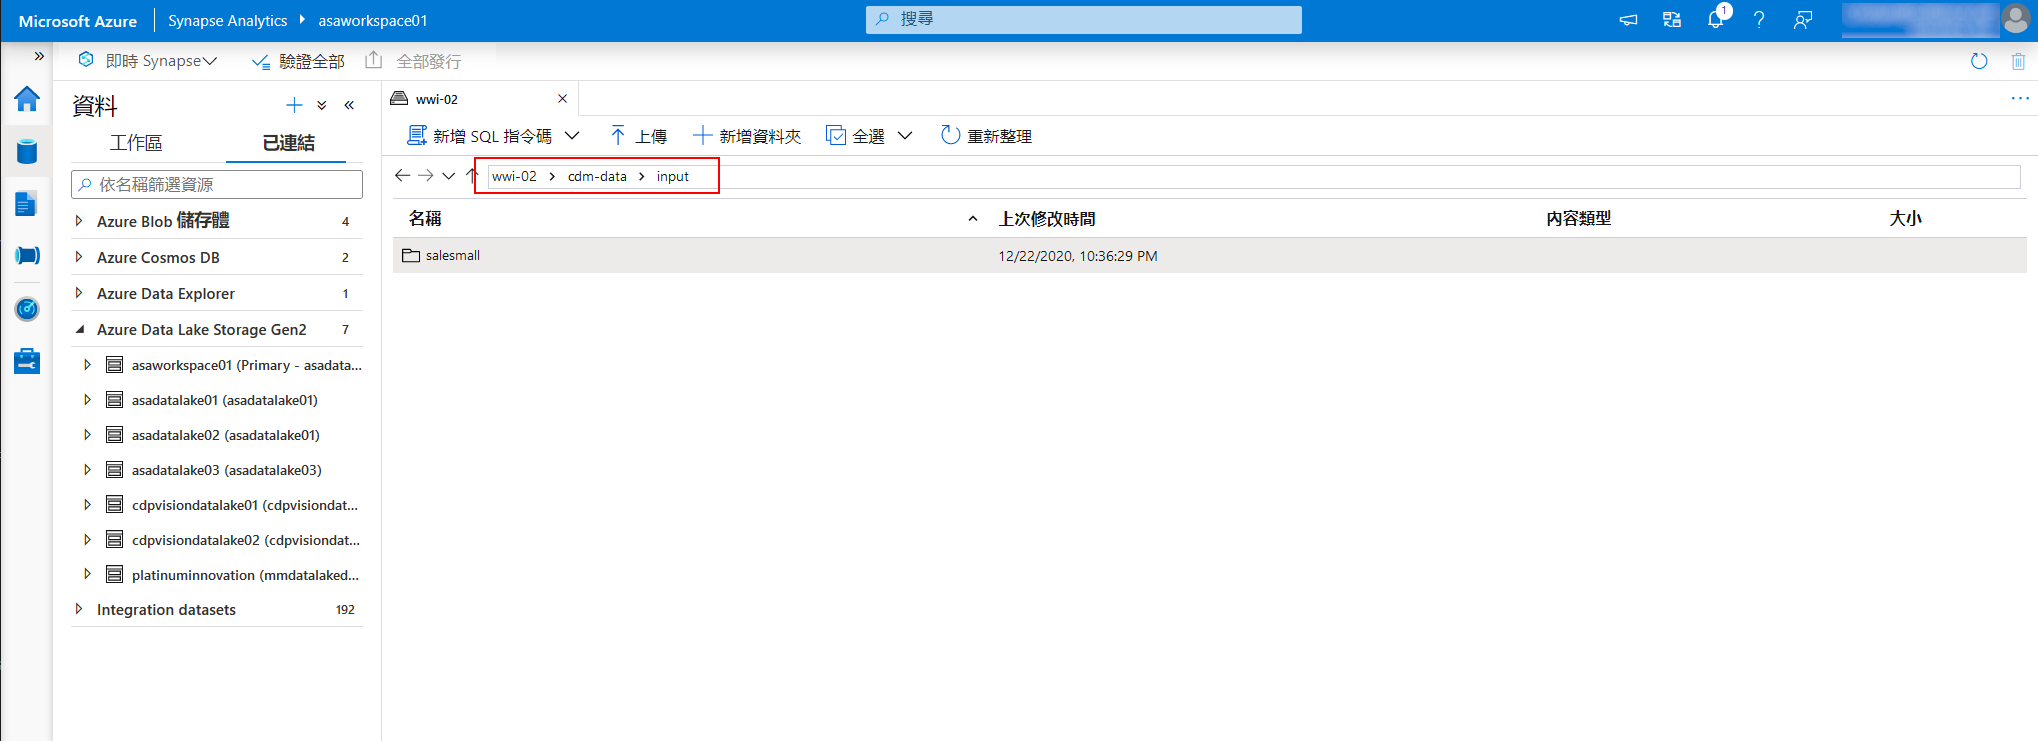 Microsoft Azure Synapse Analytics asaworkspace01 搜尋 1
即時 Synapse 驗證全部 全部發行
資料
工作區 已連結
依名稱篩選資源
Azure Blob 儲存體 4
Azure Cosmos DB 2
Azure Data Explorer 1
Azure Data Lake Storage Gen2 7
asaworkspace01 (Primary - asadata...
asadatalake01 (asadatalake01)
asadatalake02 (asadatalake01)
asadatalake03 (asadatalake03)
cdpvisiondatalake01 (cdpvisiondat...
cdpvisiondatalake02 (cdpvisiondat...
platinuminnovation (mmdatalaked...
Integration datasets 192
wwi-02
新增 SQL 指令碼 上傳 新增資料夾 全選 重新整理
wwi-02 > cdm-data > input
名稱 上次修改時間 內容類型 大小
salesmall 12/22/2020, 10:36:29 PM